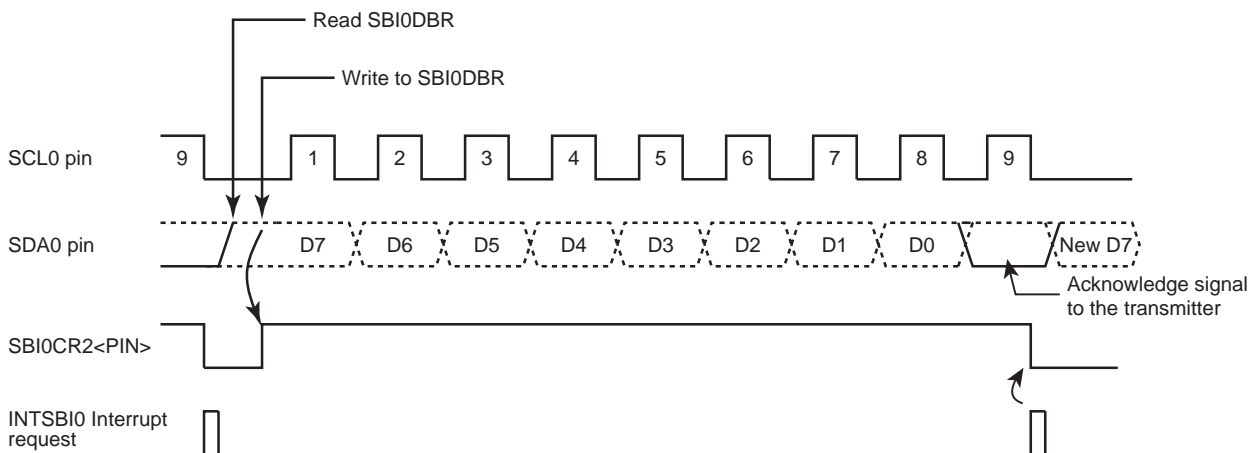 Read SBI0DBR
Write to SBI0DBR
SCL0 pin
9 1 2 3 4 5 6 7 8 9
SDA0 pin
D7 D6 D5 D4 D3 D2 D1 D0 New D7
Acknowledge signal
to the transmitter
SBI0CR2<PIN>
INTSBI0 Interrupt
request